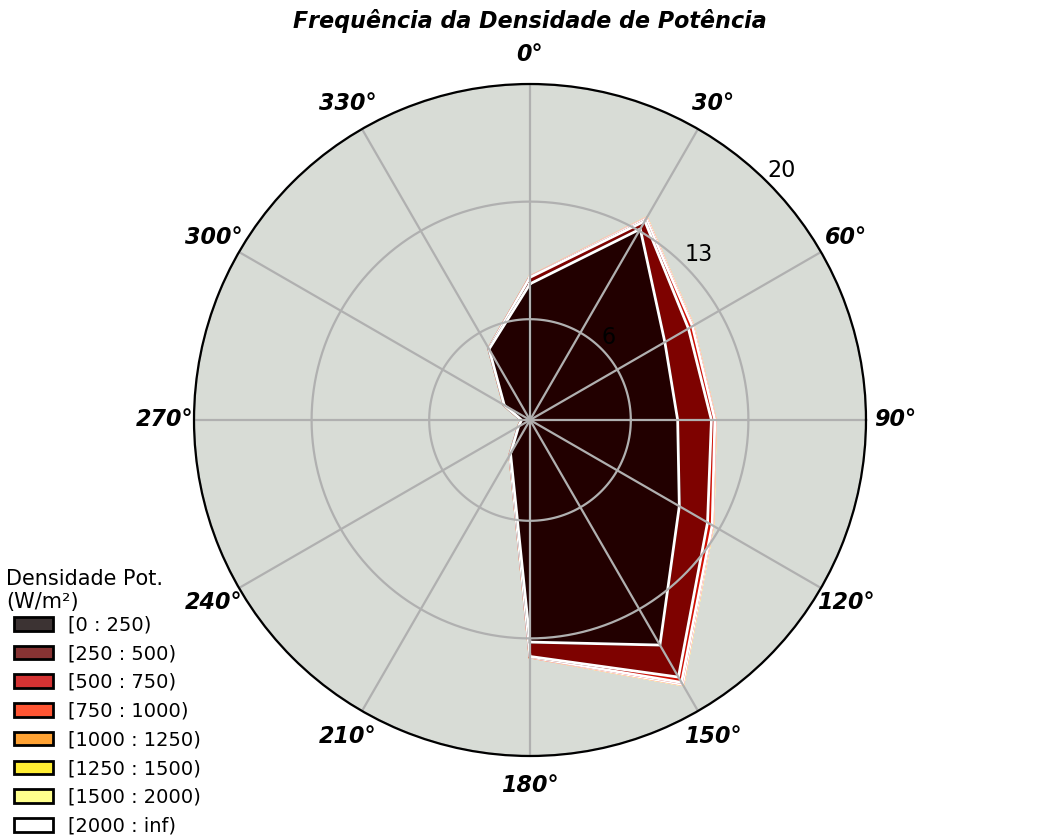 Frequência da Densidade de Potência
0°
330°
30°
20
300°
60°
13
6
270°
90°
240°
120°
210°
150°
180°
Densidade Pot.
(W/m²)
[0 : 250)
[250 : 500)
[500 : 750)
[750 : 1000)
[1000 : 1250)
[1250 : 1500)
[1500 : 2000)
[2000 : inf)